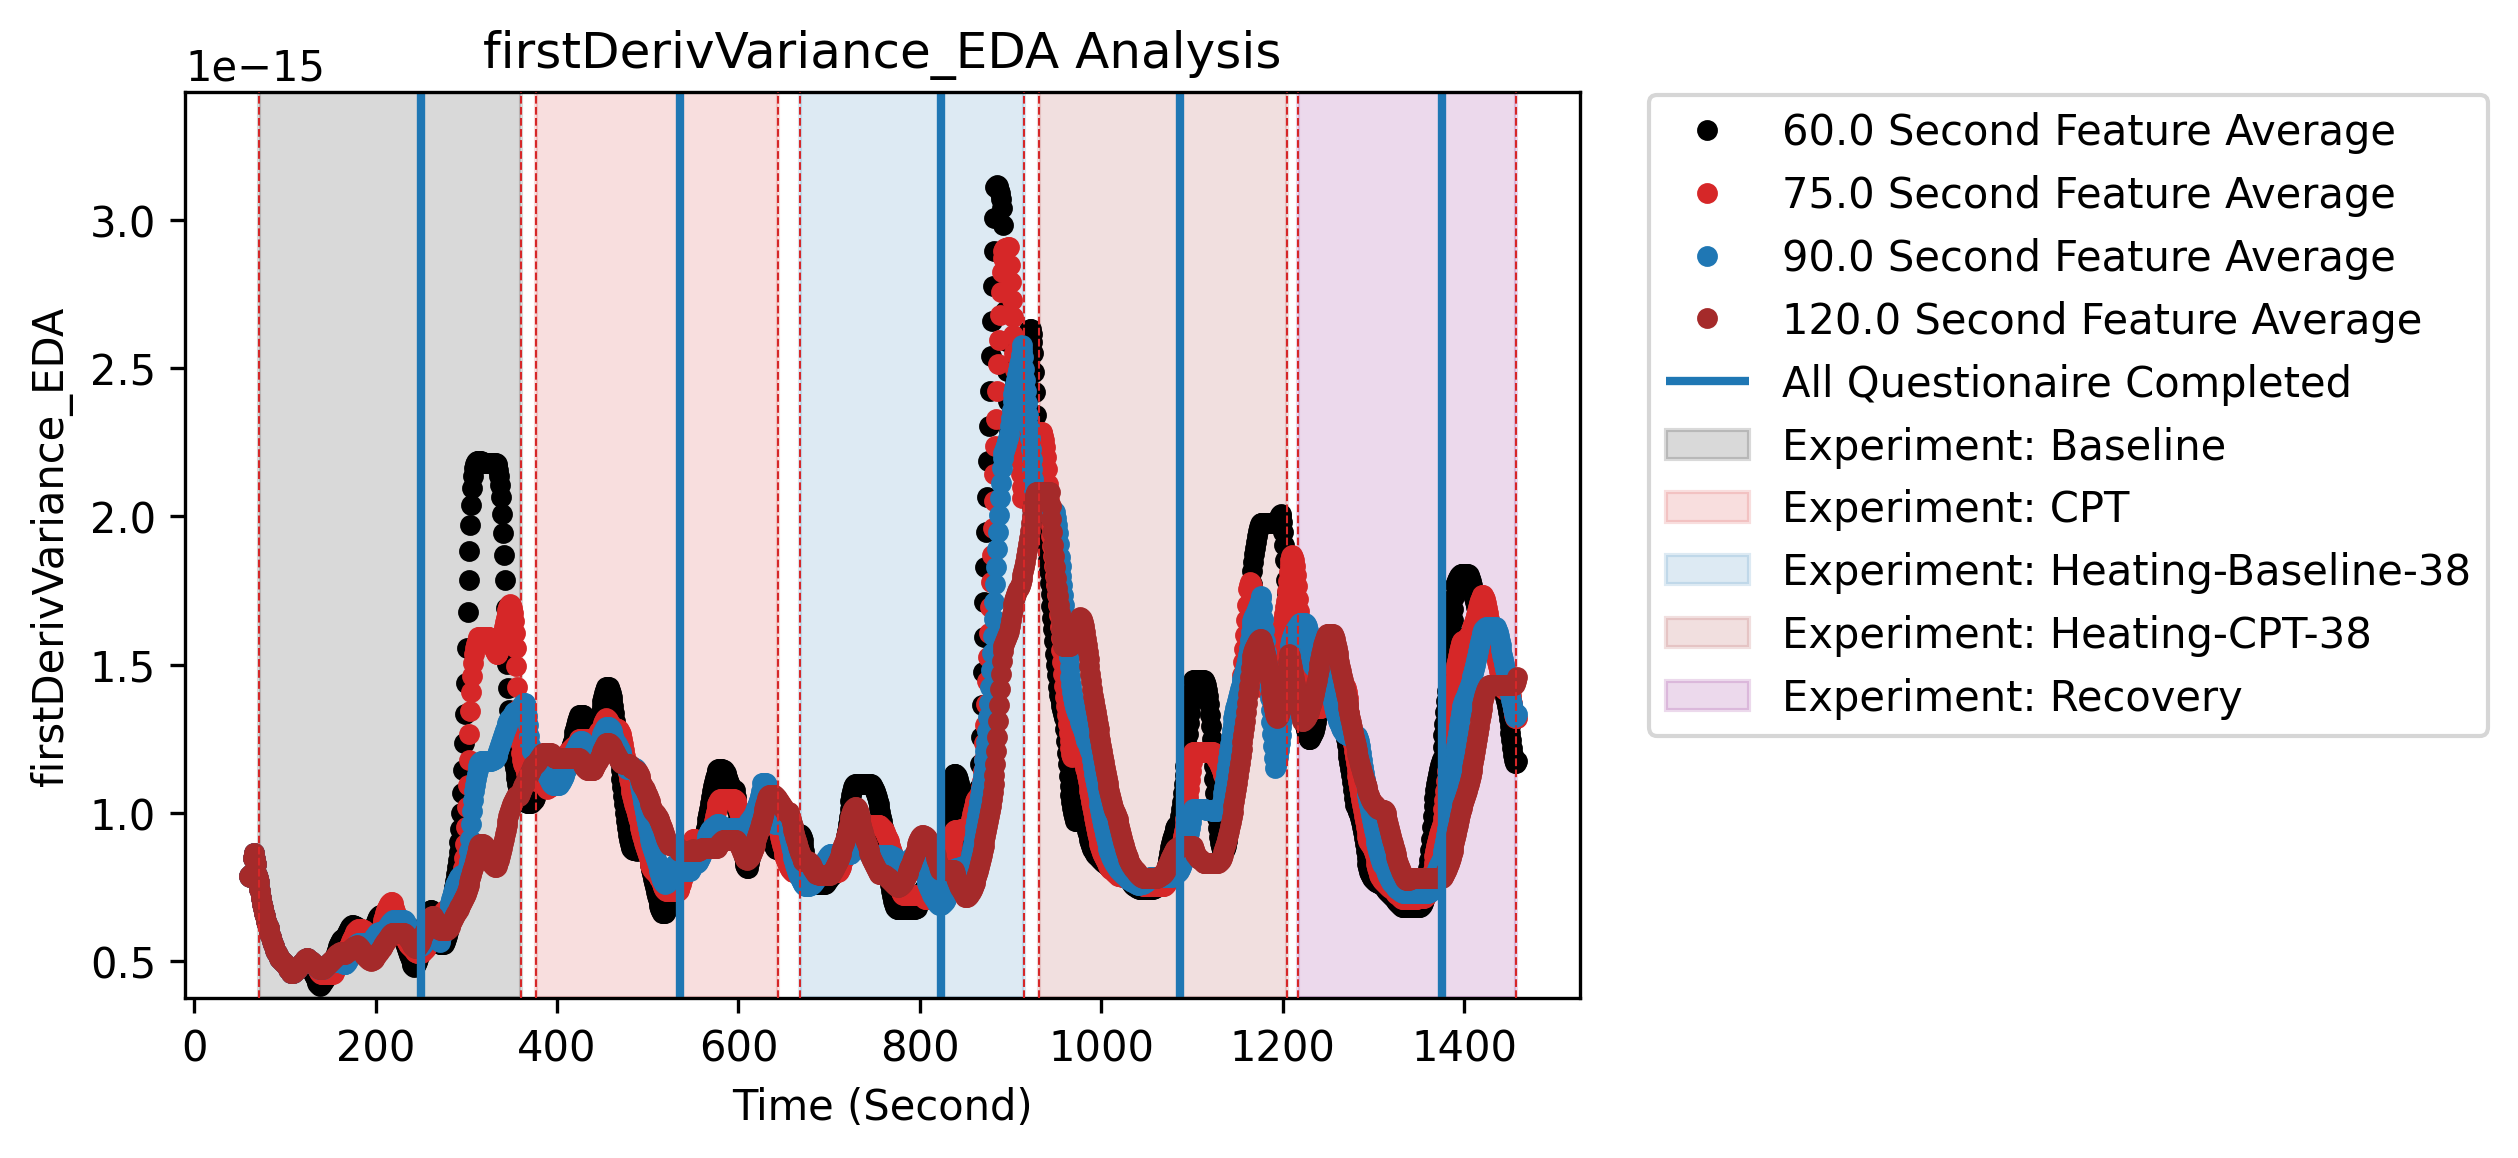 firstDerivVariance_EDA Analysis
1e−15
3.0
2.5
2.0
1.5
1.0
0.5
firstDerivVariance_EDA
0 200 400 600 800 1000 1200 1400
Time (Second)
60.0 Second Feature Average
75.0 Second Feature Average
90.0 Second Feature Average
120.0 Second Feature Average
All Questionaire Completed
Experiment: Baseline
Experiment: CPT
Experiment: Heating-Baseline-38
Experiment: Heating-CPT-38
Experiment: Recovery